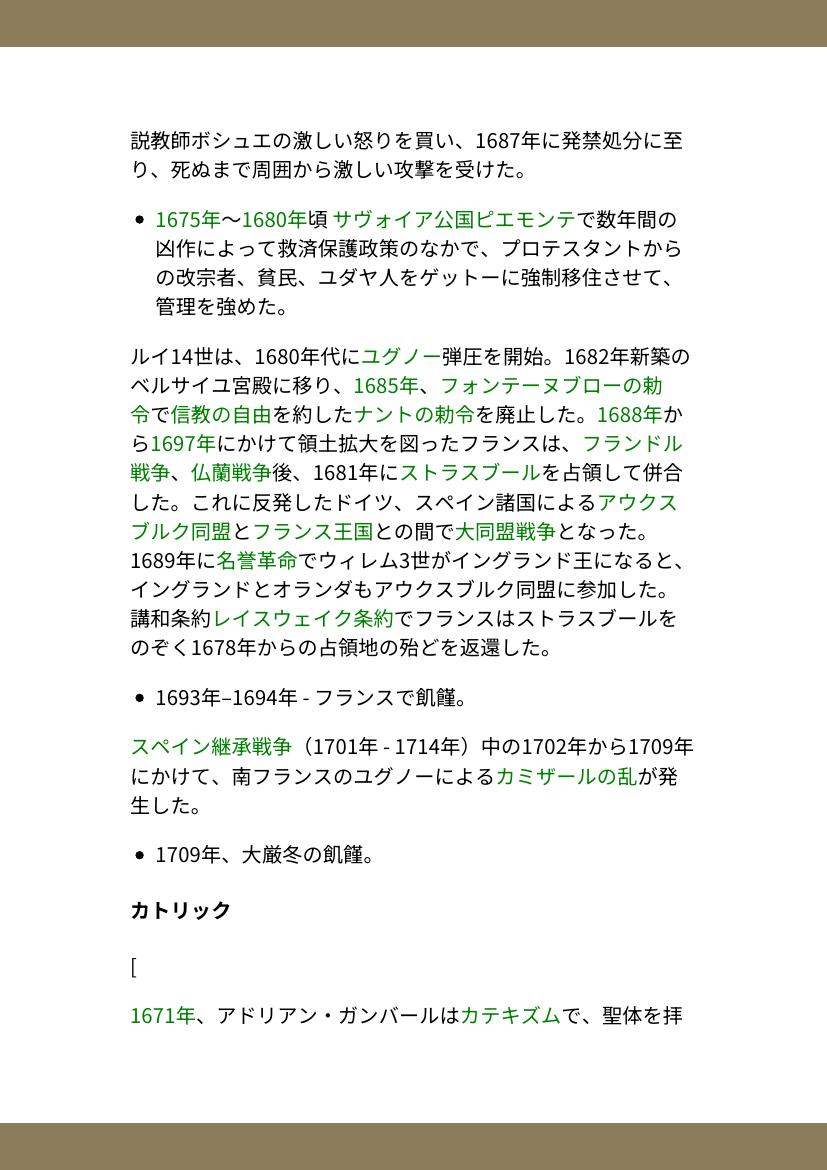 説教師ボシュエの激しい怒りを買い、1687年に発禁処分に至
り、死ぬまで周囲から激しい攻撃を受けた。
• 1675年〜1680年頃 サヴォイア公国ピエモンテで数年間の
凶作によって救済保護政策のなかで、プロテスタントから
の改宗者、貧民、ユダヤ人をゲットーに強制移住させて、
管理を強めた。
ルイ14世は、1680年代にユグノー弾圧を開始。1682年新築の
ベルサイユ宮殿に移り、1685年、フォンテーヌブローの勅
令で信教の自由を約したナントの勅令を廃止した。1688年か
ら1697年にかけて領土拡大を図ったフランスは、フランドル
戦争、仏蘭戦争後、1681年にストラスブールを占領して併合
した。これに反発したドイツ、スペイン諸国によるアウクス
ブルク同盟とフランス王国との間で大同盟戦争となった。
1689年に名誉革命でウィレム3世がイングランド王になると、
イングランドとオランダもアウクスブルク同盟に参加した。
講和条約レイスウェイク条約でフランスはストラスブールを
のぞく1678年からの占領地の殆どを返還した。
• 1693年–1694年 - フランスで飢饉。
スペイン継承戦争（1701年 - 1714年）中の1702年から1709年
にかけて、南フランスのユグノーによるカミザールの乱が発
生した。
• 1709年、大厳冬の飢饉。
カトリック
[
1671年、アドリアン・ガンバールはカテキズムで、聖体を拝